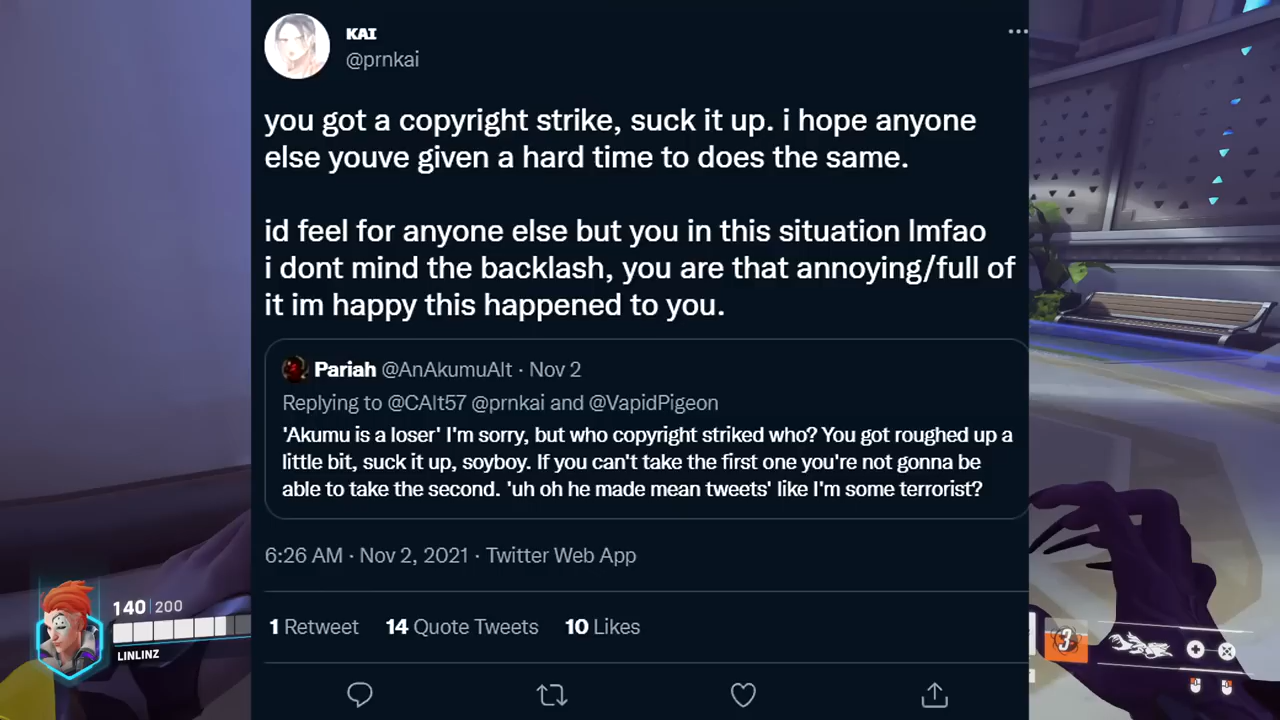 KAI
@prnkai
you got a copyright strike, suck it up. i hope anyone
else youve given a hard time to does the same.
id feel for anyone else but you in this situation lmfao
i dont mind the backlash, you are that annoying/full of
it im happy this happened to you.
Pariah @AnAkumuAlt · Nov 2
Replying to @CAlt57 @prnkai and @VapidPigeon
'Akumu is a loser' I'm sorry, but who copyright striked who? You got roughed up a
little bit, suck it up, soyboy. If you can't take the first one you're not gonna be
able to take the second. 'uh oh he made mean tweets' like I'm some terrorist?
6:26 AM · Nov 2, 2021 · Twitter Web App
1 Retweet 14 Quote Tweets 10 Likes
140 | 200
LINLINZ
3